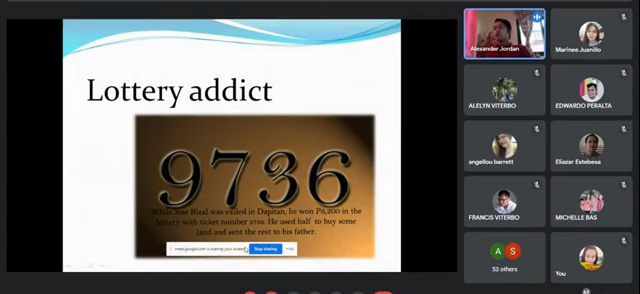 Lottery addict
9736
While Jose Rizal was exiled in Dapitan, he won P6,200 in the
lottery with ticket number 9736. He used half to buy some
land and sent the rest to his father.
meet.google.com is sharing your screen.
Stop sharing
Hide
Alexander Jordan
Marinee Juanillo
ALELYN VITERBO
EDWARDO PERALTA
angellou barrett
Eliazar Estebesa
FRANCIS VITERBO
MICHELLE BAS
A S
53 others
You